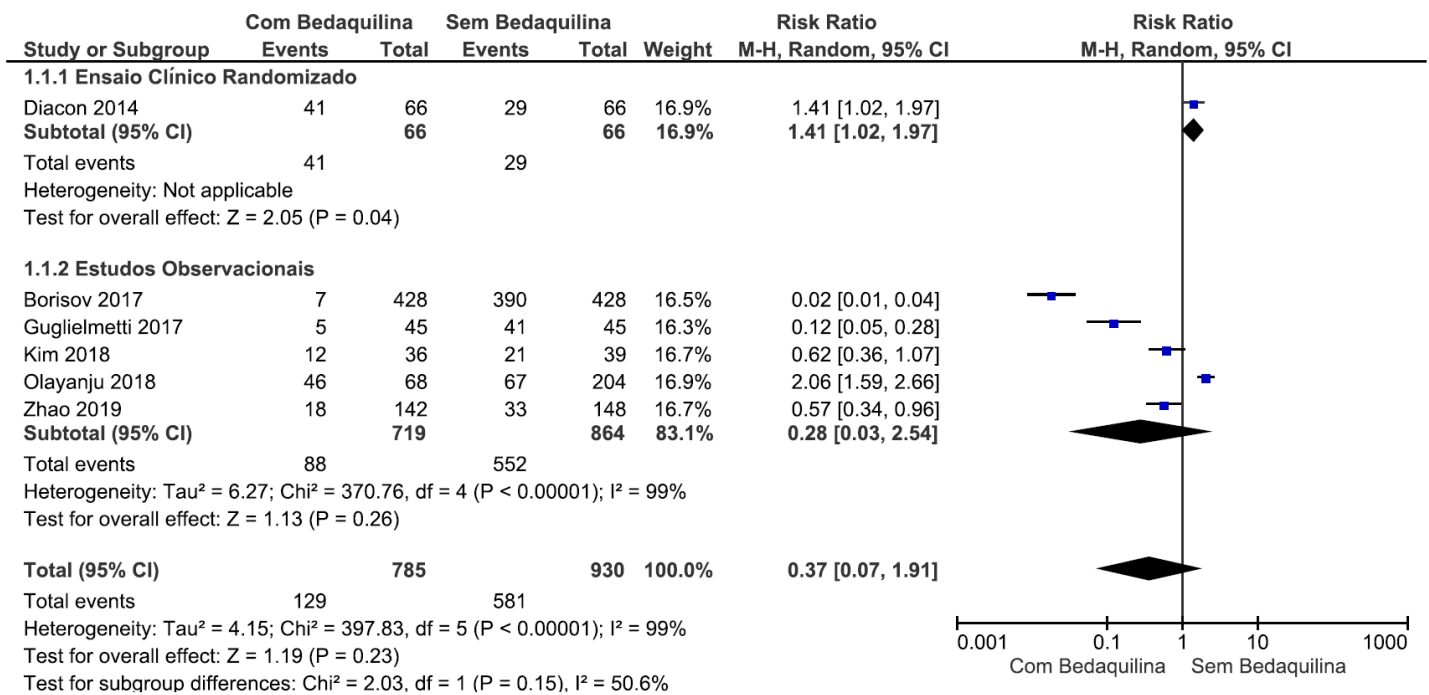 Com Bedaquilina Sem Bedaquilina Risk Ratio Risk Ratio
Study or Subgroup Events Total Events Total Weight M-H, Random, 95% CI M-H, Random, 95% CI
1.1.1 Ensaio Clínico Randomizado
Diacon 2014 41 66 29 66 16.9% 1.41 [1.02, 1.97]
Subtotal (95% CI) 66 66 16.9% 1.41 [1.02, 1.97]
Total events 41 29
Heterogeneity: Not applicable
Test for overall effect: Z = 2.05 (P = 0.04)
1.1.2 Estudos Observacionais
Borisov 2017 7 428 390 428 16.5% 0.02 [0.01, 0.04]
Guglielmetti 2017 5 45 41 45 16.3% 0.12 [0.05, 0.28]
Kim 2018 12 36 21 39 16.7% 0.62 [0.36, 1.07]
Olayanju 2018 46 68 67 204 16.9% 2.06 [1.59, 2.66]
Zhao 2019 18 142 33 148 16.7% 0.57 [0.34, 0.96]
Subtotal (95% CI) 719 864 83.1% 0.28 [0.03, 2.54]
Total events 88 552
Heterogeneity: Tau² = 6.27; Chi² = 370.76, df = 4 (P < 0.00001); I² = 99%
Test for overall effect: Z = 1.13 (P = 0.26)
Total (95% CI) 785 930 100.0% 0.37 [0.07, 1.91]
Total events 129 581
Heterogeneity: Tau² = 4.15; Chi² = 397.83, df = 5 (P < 0.00001); I² = 99%
Test for overall effect: Z = 1.19 (P = 0.23)
Test for subgroup differences: Chi² = 2.03, df = 1 (P = 0.15), I² = 50.6%
0.001 0.1 1 10 1000
Com Bedaquilina Sem Bedaquilina